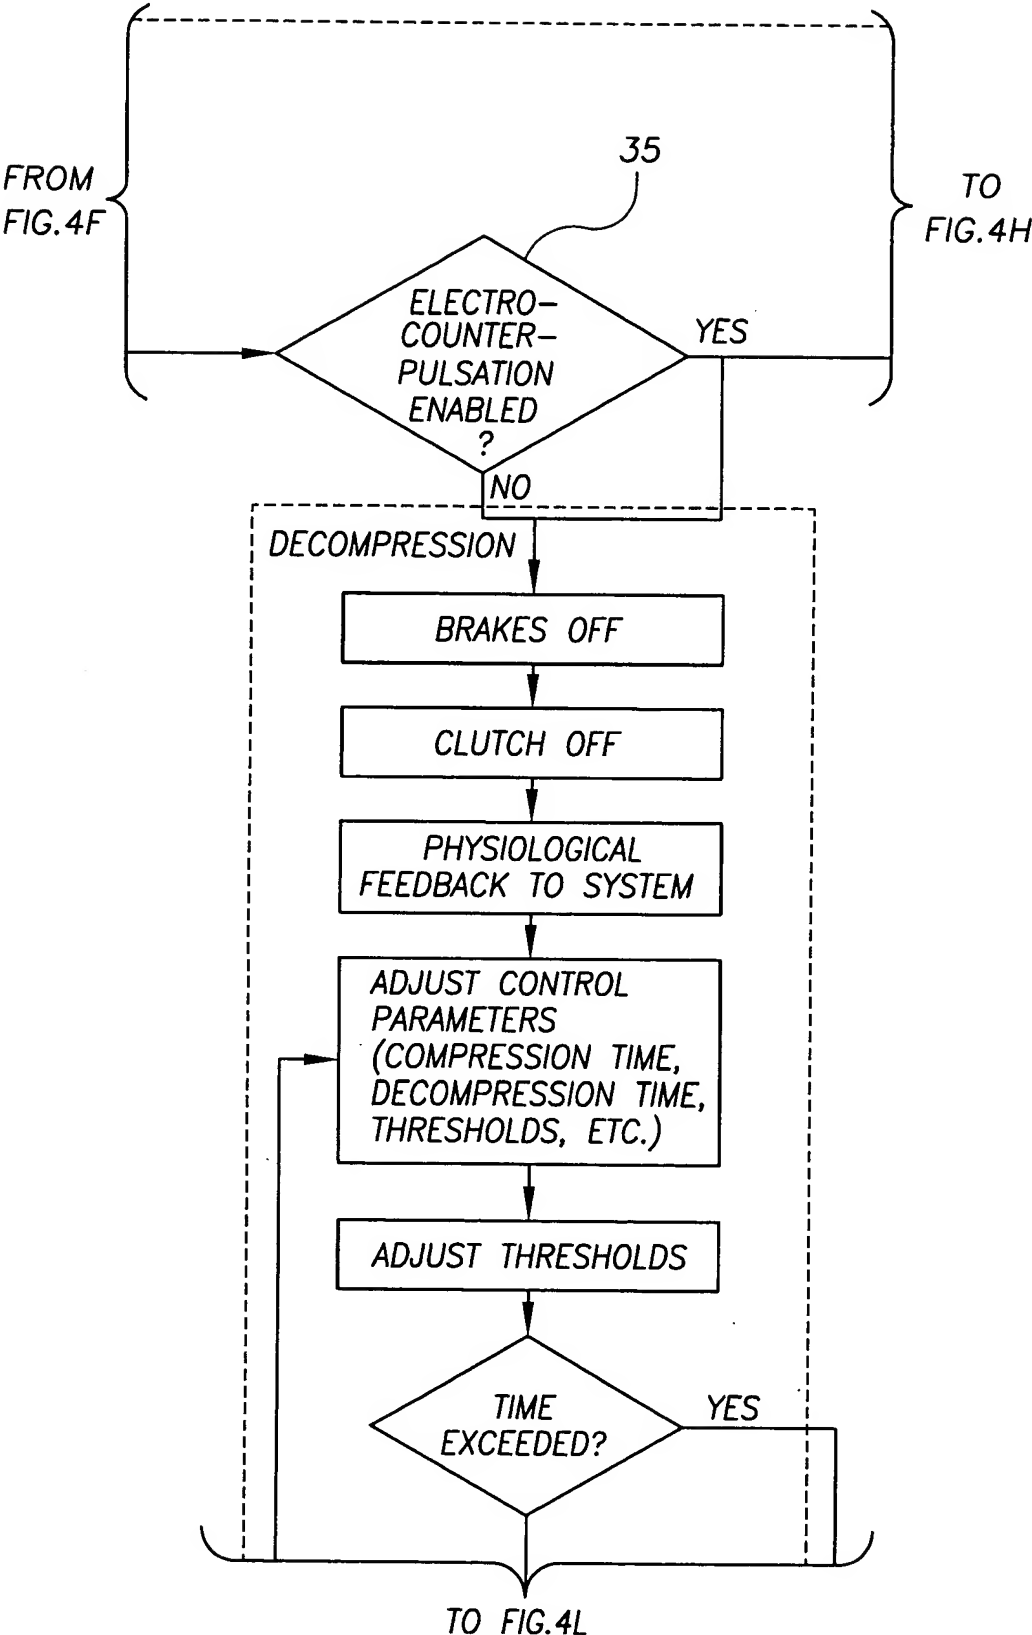 35
FROM
FIG.4F
TO
FIG.4H
ELECTRO–
COUNTER–
PULSATION
ENABLED
?
YES
NO
DECOMPRESSION
BRAKES OFF
CLUTCH OFF
PHYSIOLOGICAL
FEEDBACK TO SYSTEM
ADJUST CONTROL
PARAMETERS
(COMPRESSION TIME,
DECOMPRESSION TIME,
THRESHOLDS, ETC.)
ADJUST THRESHOLDS
TIME
EXCEEDED?
YES
TO FIG.4L